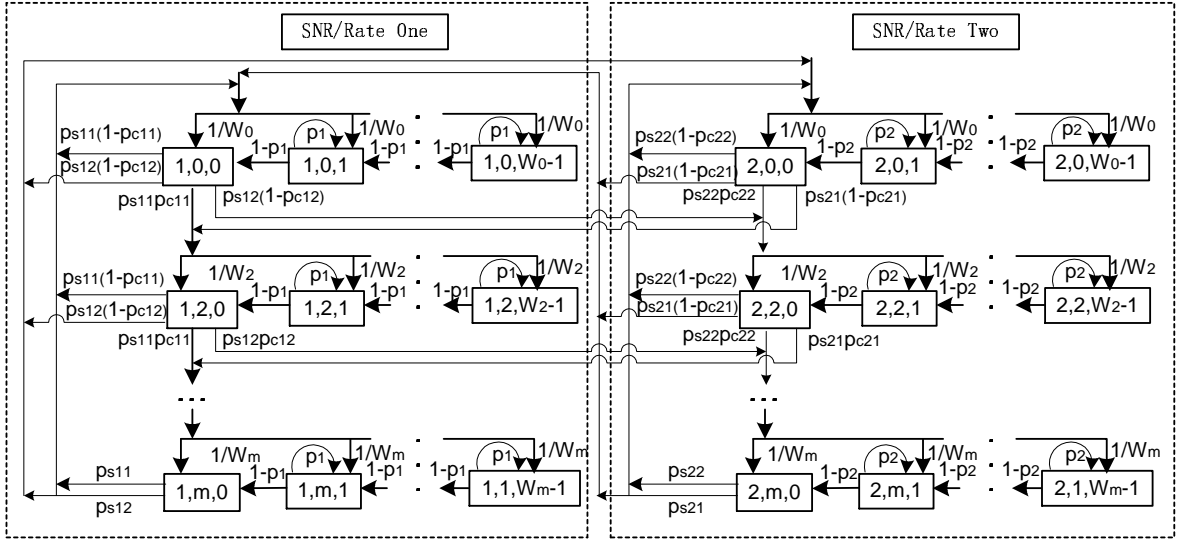 SNR/Rate One SNR/Rate Two
ps11(1-pc11) 1/W0 p1 1/W0 p1 1/W0 ps22(1-pc22) 1/W0 p2 1/W0 p2 1/W0
ps12(1-pc12) 1,0,0 1-p1 1,0,1 1-p1 1-p1 1,0,W0-1 ps21(1-pc21) 2,0,0 1-p2 2,0,1 1-p2 1-p2 2,0,W0-1
ps11pc11 ps12(1-pc12) ps22pc22 ps21(1-pc21)
ps11(1-pc11) 1/W2 p1 1/W2 p1 1/W2 ps22(1-pc22) 1/W2 p2 1/W2 p2 1/W2
ps12(1-pc12) 1,2,0 1-p1 1,2,1 1-p1 1-p1 1,2,W2-1 ps21(1-pc21) 2,2,0 1-p2 2,2,1 1-p2 1-p2 2,2,W2-1
ps11pc11 ps12pc12 ps22pc22 ps21pc21
... ...
ps11 1/Wm p1 1/Wm p1 1/Wm ps22 1/Wm p2 1/Wm p2 1/Wm
ps12 1,m,0 1-p1 1,m,1 1-p1 1-p1 1,1,Wm-1 ps21 2,m,0 1-p2 2,m,1 1-p2 1-p2 2,1,Wm-1